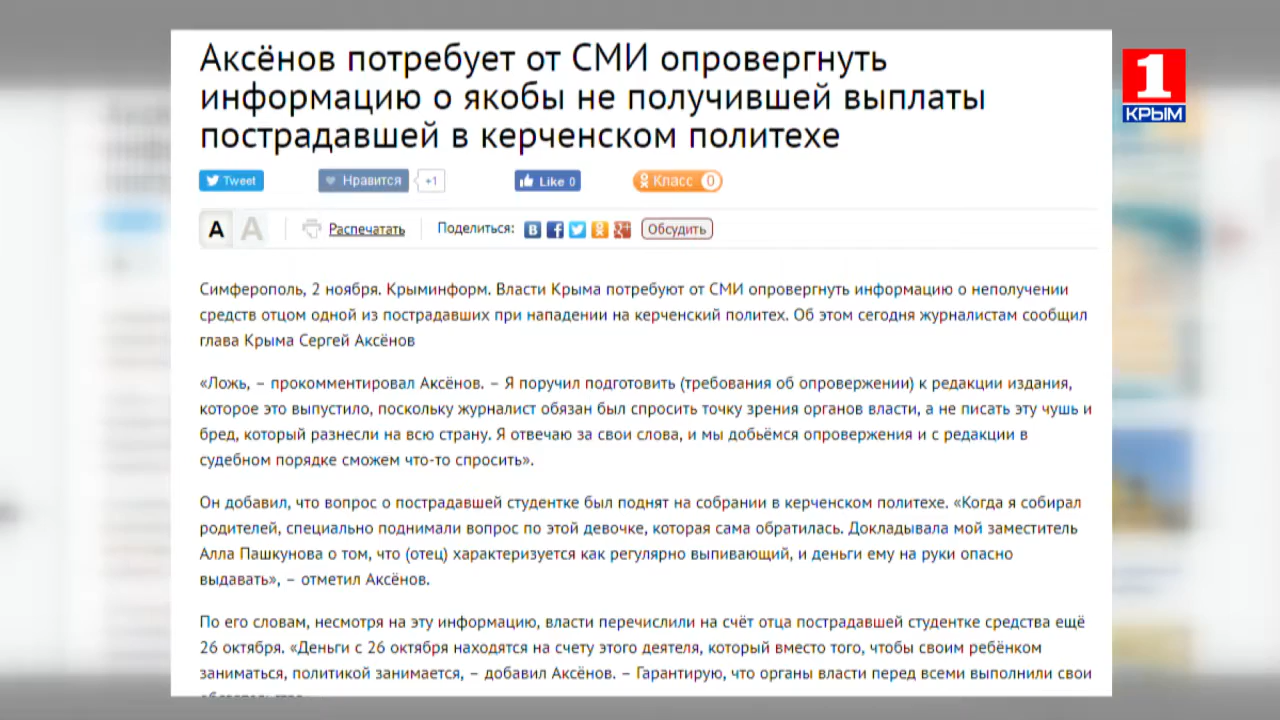 Аксёнов потребует от СМИ опровергнуть
информацию о якобы не получившей выплаты
пострадавшей в керченском политехе
1
КРЫМ
Tweet
Нравится
+1
Like 0
Класс 0
А А
Распечатать
Поделиться:
Обсудить
Симферополь, 2 ноября. Крыминформ. Власти Крыма потребуют от СМИ опровергнуть информацию о неполучении
средств отцом одной из пострадавших при нападении на керченский политех. Об этом сегодня журналистам сообщил
глава Крыма Сергей Аксёнов
«Ложь, – прокомментировал Аксёнов. – Я поручил подготовить (требования об опровержении) к редакции издания,
которое это выпустило, поскольку журналист обязан был спросить точку зрения органов власти, а не писать эту чушь и
бред, который разнесли на всю страну. Я отвечаю за свои слова, и мы добьёмся опровержения и с редакции в
судебном порядке сможем что-то спросить».
Он добавил, что вопрос о пострадавшей студентке был поднят на собрании в керченском политехе. «Когда я собирал
родителей, специально поднимали вопрос по этой девочке, которая сама обратилась. Докладывала мой заместитель
Алла Пашкунова о том, что (отец) характеризуется как регулярно выпивающий, и деньги ему на руки опасно
выдавать», – отметил Аксёнов.
По его словам, несмотря на эту информацию, власти перечислили на счёт отца пострадавшей студентке средства ещё
26 октября. «Деньги с 26 октября находятся на счету этого деятеля, который вместо того, чтобы своим ребёнком
заниматься, политикой занимается, – добавил Аксёнов. – Гарантирую, что органы власти перед всеми выполнили свои